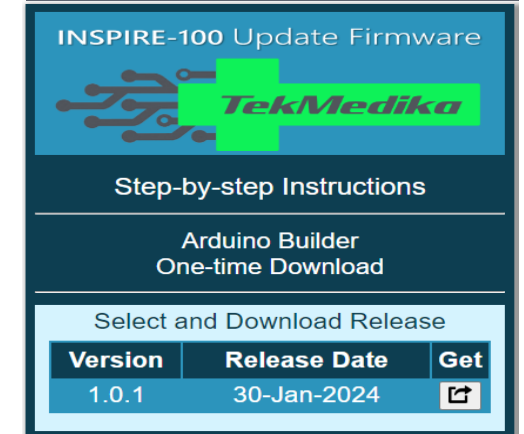 INSPIRE-100 Update Firmware
TekMedika
Step-by-step Instructions
Arduino Builder
One-time Download
Select and Download Release
Version Release Date Get
1.0.1 30-Jan-2024